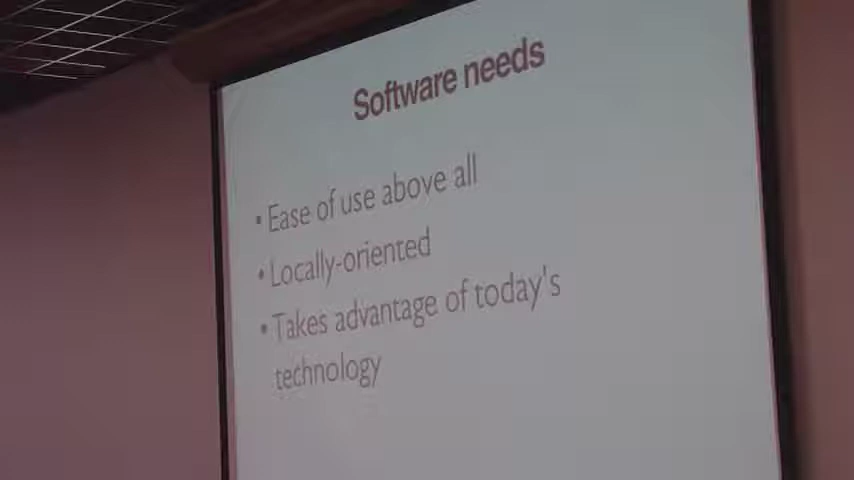 Software needs
• Ease of use above all
• Locally-oriented
• Takes advantage of today's
technology